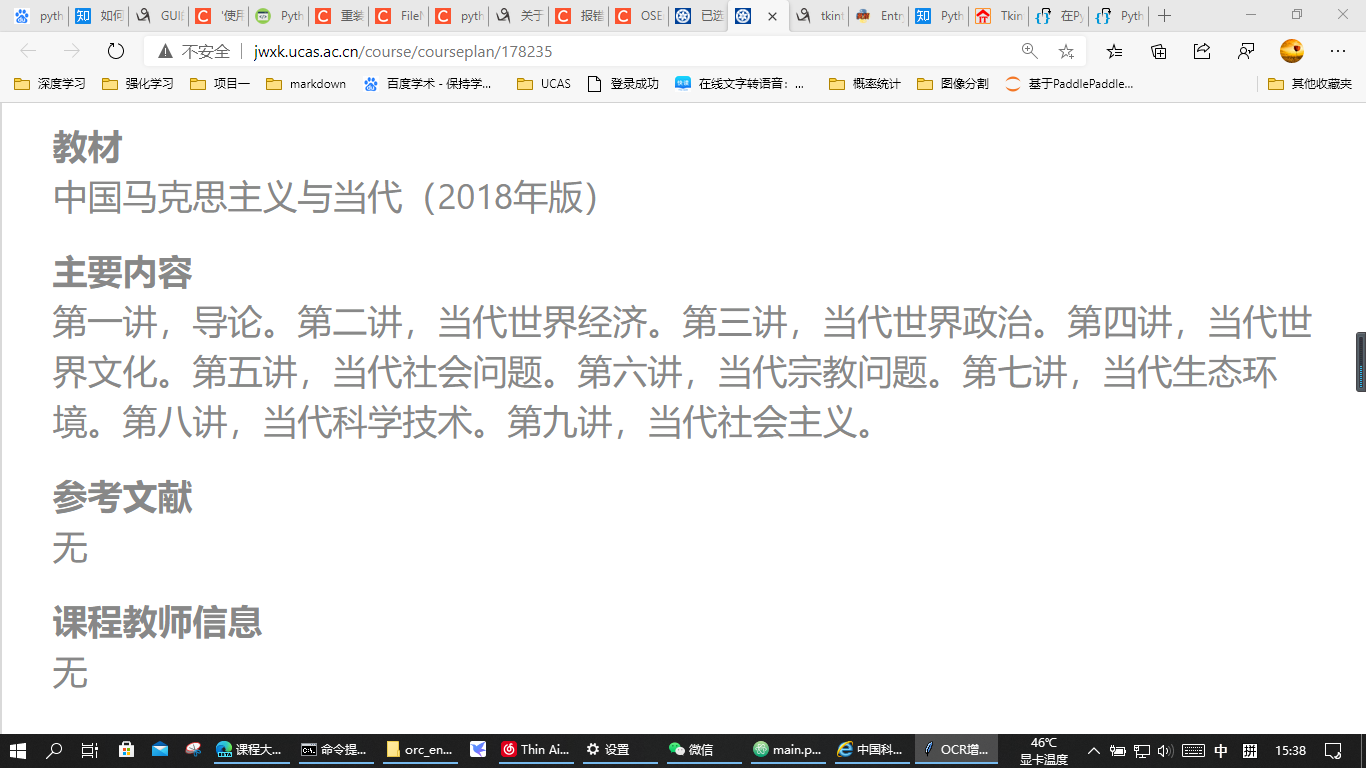 pyth
如何
GUI
'使用
Pyth
重装
FileN
pyth
关于
报错
OSE
已选
tkint
Entry
Pyth
Tkin
在Py
Pyth
不安全 jwxk.ucas.ac.cn/course/courseplan/178235
深度学习 强化学习 项目一 markdown 百度学术 - 保持学... UCAS 登录成功 在线文字转语音：... 概率统计 图像分割 基于PaddlePaddle... 其他收藏夹
教材
中国马克思主义与当代（2018年版）
主要内容
第一讲，导论。第二讲，当代世界经济。第三讲，当代世界政治。第四讲，当代世
界文化。第五讲，当代社会问题。第六讲，当代宗教问题。第七讲，当代生态环
境。第八讲，当代科学技术。第九讲，当代社会主义。
参考文献
无
课程教师信息
无
课程大... 命令提... orc_en... Thin Ai... 设置 微信 main.p... 中国科... OCR增...
46℃
显卡温度
中
拼
15:38